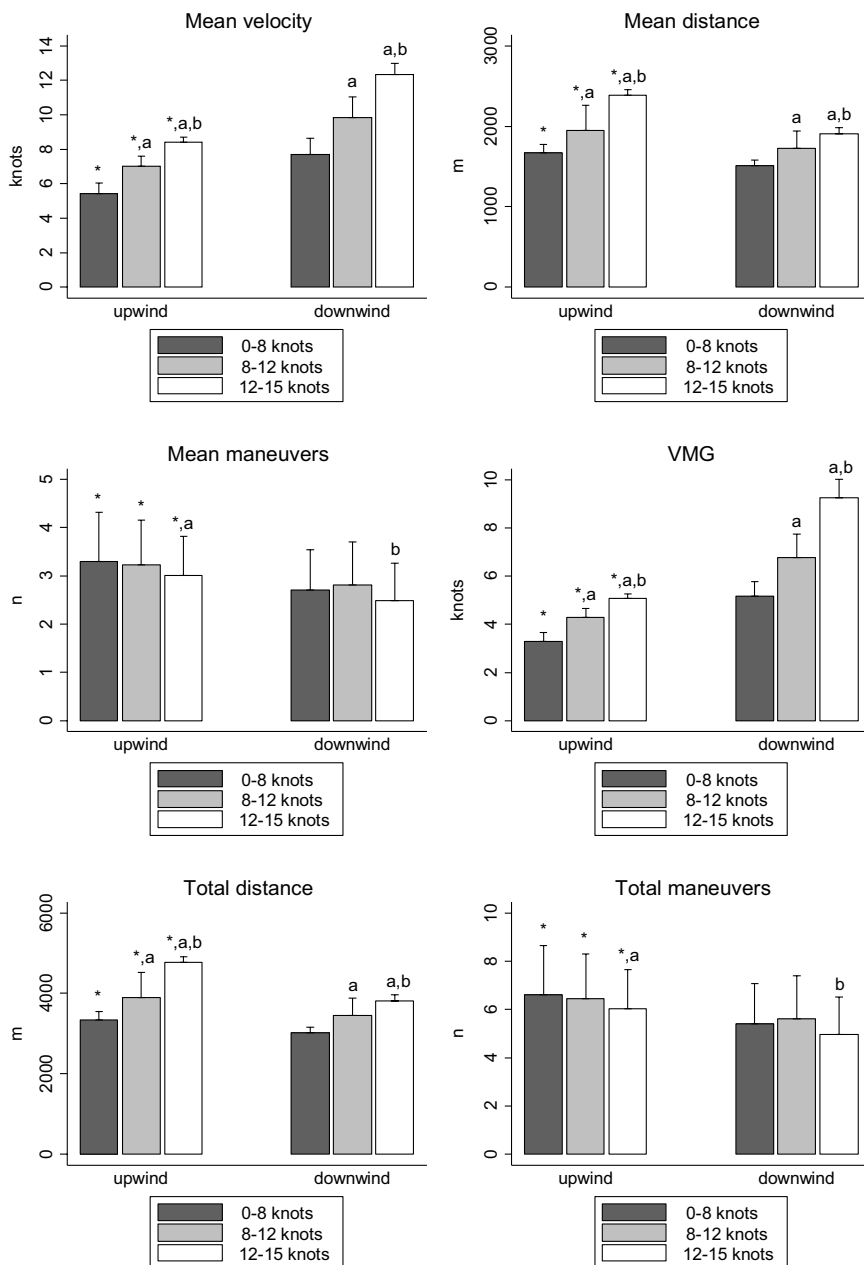 Mean velocity
knots
0 2 4 6 8 10 12 14
* *,a *,a,b a a,b
upwind downwind
0-8 knots
8-12 knots
12-15 knots
Mean distance
m
0 1000 2000 3000
* *,a *,a,b a a,b
upwind downwind
0-8 knots
8-12 knots
12-15 knots
Mean maneuvers
n
0 1 2 3 4 5
* * *,a b
upwind downwind
0-8 knots
8-12 knots
12-15 knots
VMG
knots
0 2 4 6 8 10
* *,a *,a,b a a,b
upwind downwind
0-8 knots
8-12 knots
12-15 knots
Total distance
m
0 2000 4000 6000
* *,a *,a,b a a,b
upwind downwind
0-8 knots
8-12 knots
12-15 knots
Total maneuvers
n
0 2 4 6 8 10
* * *,a b
upwind downwind
0-8 knots
8-12 knots
12-15 knots